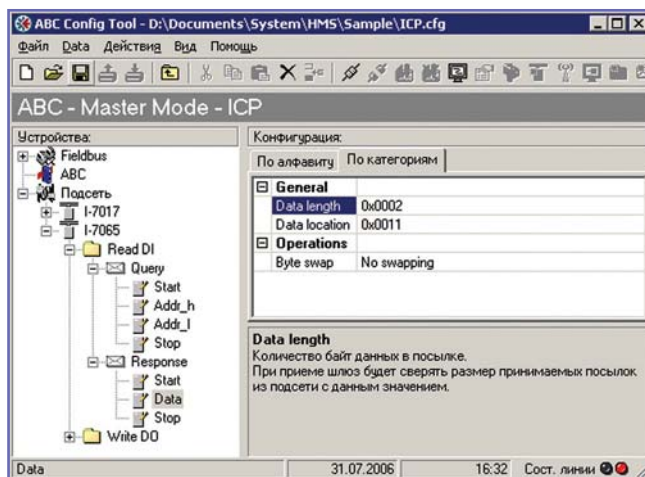 ABC Config Tool - D:\Documents\System\HMS\Sample\ICP.cfg
Файл Data Действия Вид Помощь
ABC - Master Mode - ICP
Устройства:
Fieldbus
ABC
Подсеть
I-7017
I-7065
Read DI
Query
Start
Addr_h
Addr_l
Stop
Response
Start
Data
Stop
Write DO
Конфигурация:
По алфавиту По категориям
General
Data length 0x0002
Data location 0x0011
Operations
Byte swap No swapping
Data length
Количество байт данных в посылке.
При приеме шлюз будет сверять размер принимаемых посылок
из подсети с данным значением.
Data 31.07.2006 16:32 Сост. линии